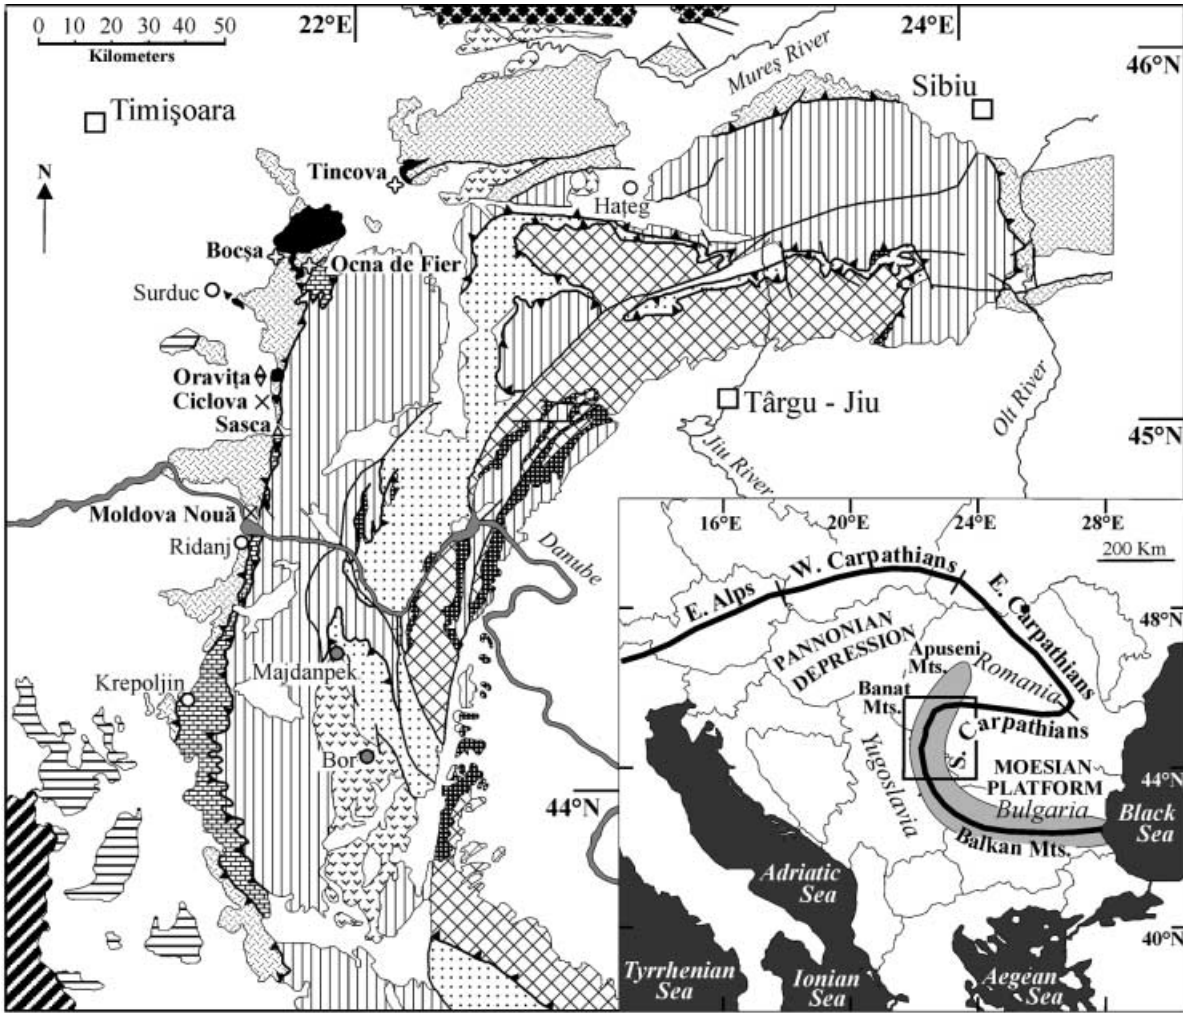 0 10 20 30 40 50
Kilometers
22°E
24°E
46°N
Mureş River
Sibiu
Timişoara
N
Tincova
Haţeg
Bocşa
Ocna de Fier
Surduc
Oraviţa
Ciclova
Sasca
Târgu - Jiu
Olt River
45°N
Jiu River
Moldova Nouă
Ridanj
Danube
Majdanpek
Krepoljin
Bor
44°N
16°E 20°E 24°E 28°E
200 Km
W. Carpathians
E. Alps
E. Carpathians
48°N
PANNONIAN
DEPRESSION
Apuseni
Mts.
Romania
Banat
Mts.
S. Carpathians
Yugoslavia
MOESIAN
PLATFORM
44°N
Bulgaria
Black
Sea
Balkan Mts.
Adriatic
Sea
40°N
Tyrrhenian
Sea
Ionian
Sea
Aegean
Sea